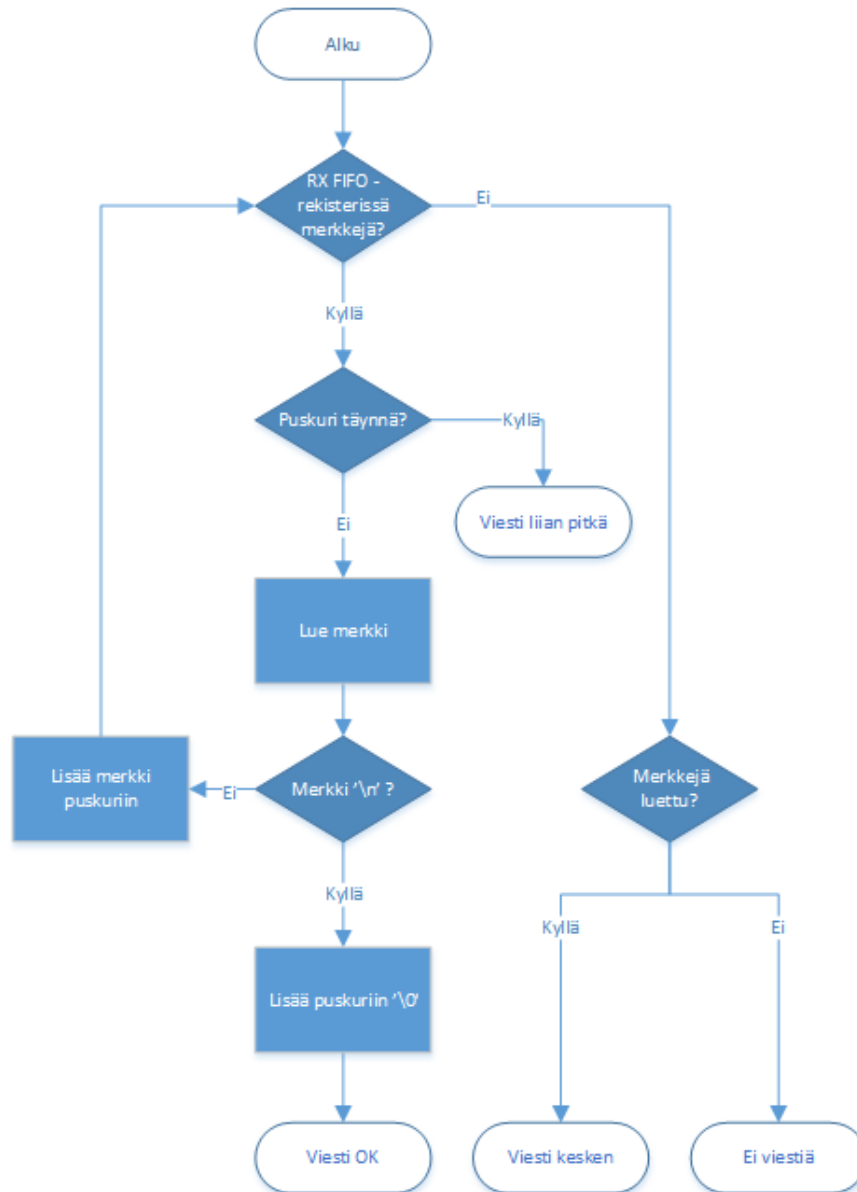 Alku
RX FIFO -
rekisterissä
merkkejä?
Ei
Kyllä
Puskuri täynnä?
Kyllä
Viesti liian pitkä
Ei
Lue merkki
Lisää merkki
puskuriin
Ei
Merkki ’\n’ ?
Merkkejä
luettu?
Kyllä
Kyllä
Ei
Lisää puskuriin ’\0’
Viesti OK
Viesti kesken
Ei viestiä